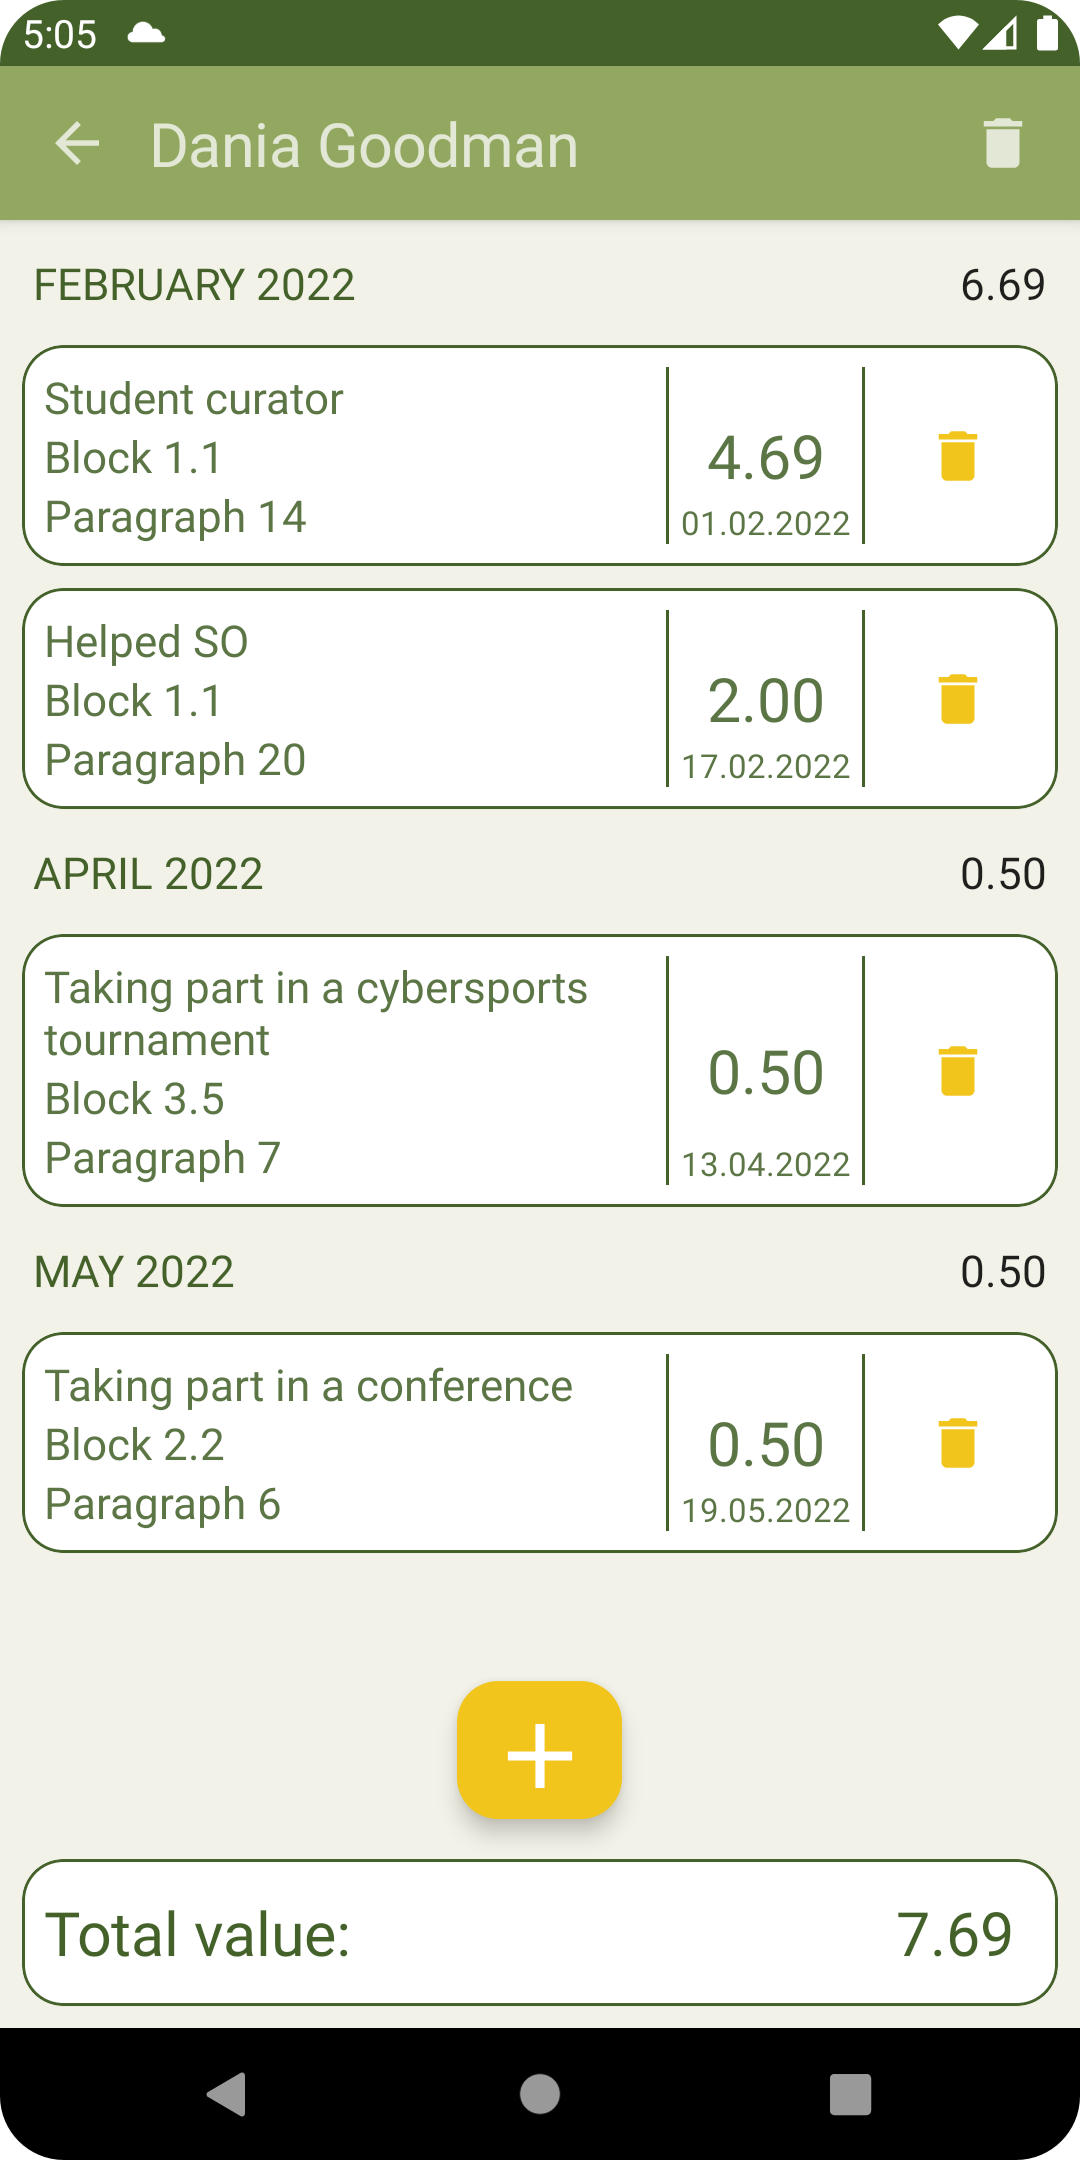 5:05
Dania Goodman
FEBRUARY 2022 6.69
Student curator
Block 1.1
Paragraph 14
4.69
01.02.2022
Helped SO
Block 1.1
Paragraph 20
2.00
17.02.2022
APRIL 2022 0.50
Taking part in a cybersports
tournament
Block 3.5
Paragraph 7
0.50
13.04.2022
MAY 2022 0.50
Taking part in a conference
Block 2.2
Paragraph 6
0.50
19.05.2022
Total value: 7.69